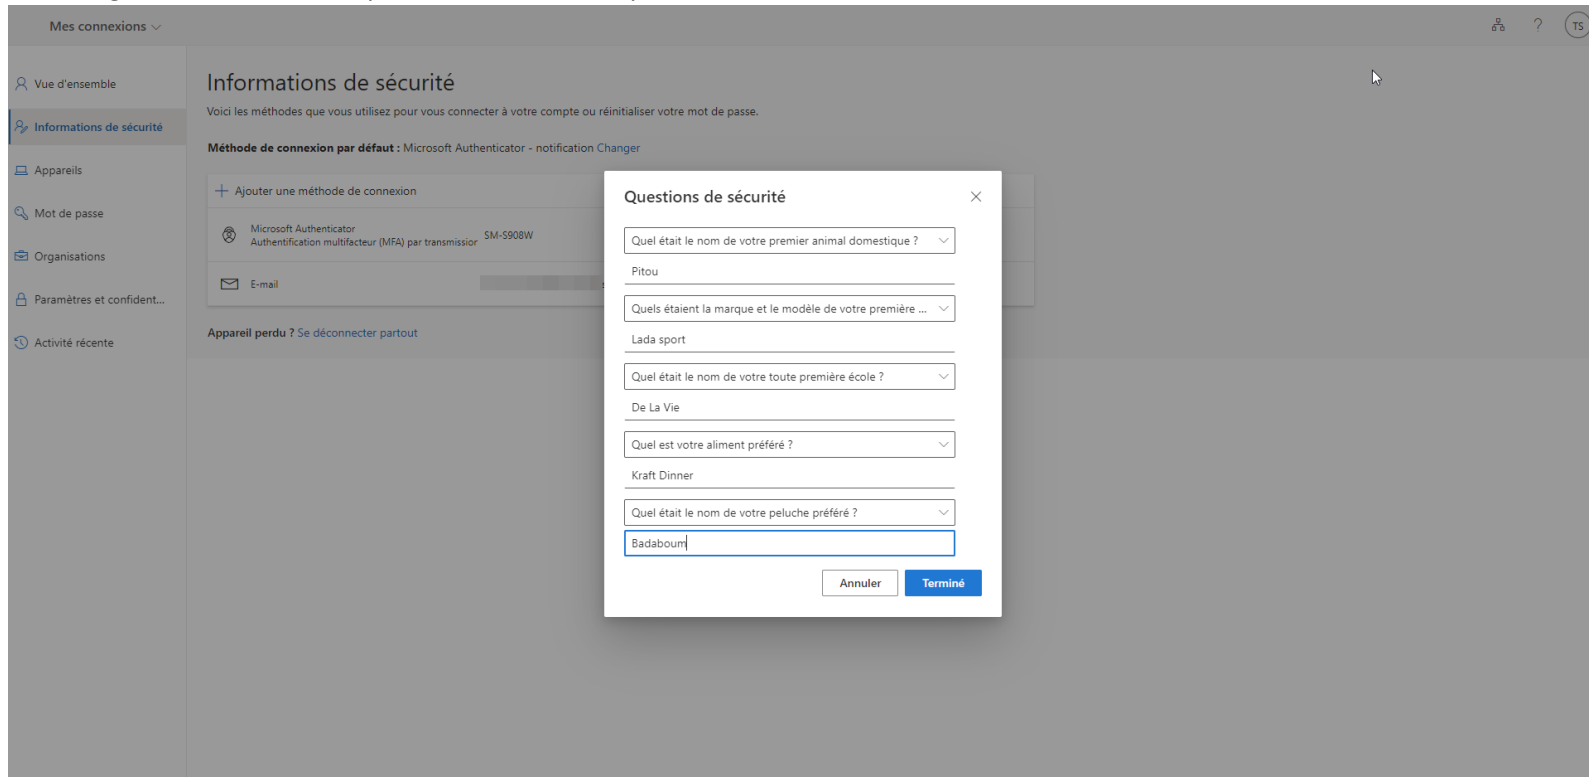 Mes connexions
?
TS
Vue d'ensemble
Informations de sécurité
Appareils
Mot de passe
Organisations
Paramètres et confident...
Activité récente
Informations de sécurité
Voici les méthodes que vous utilisez pour vous connecter à votre compte ou réinitialiser votre mot de passe.
Méthode de connexion par défaut : Microsoft Authenticator - notification Changer
+ Ajouter une méthode de connexion
Microsoft Authenticator
Authentification multifacteur (MFA) par transmission
SM-S908W
E-mail
Appareil perdu ? Se déconnecter partout
Questions de sécurité
Quel était le nom de votre premier animal domestique ?
Pitou
Quels étaient la marque et le modèle de votre première ...
Lada sport
Quel était le nom de votre toute première école ?
De La Vie
Quel est votre aliment préféré ?
Kraft Dinner
Quel était le nom de votre peluche préféré ?
Badaboum
Annuler
Terminé